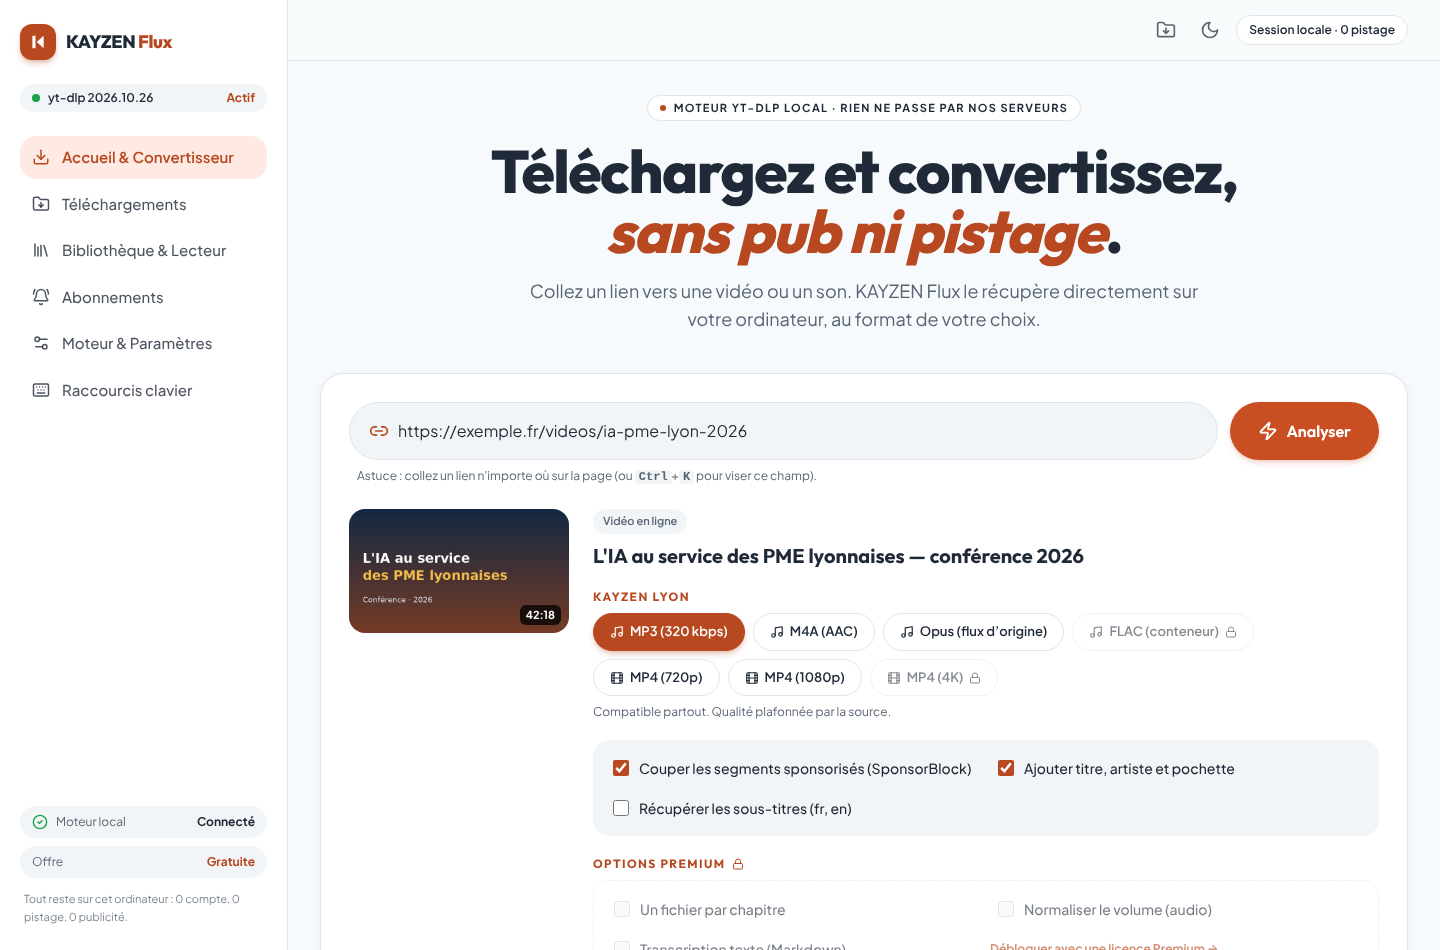 KAYZEN Flux
yt-dlp 2026.10.26 Actif
Accueil & Convertisseur
Téléchargements
Bibliothèque & Lecteur
Abonnements
Moteur & Paramètres
Raccourcis clavier
Moteur local Connecté
Offre Gratuite
Tout reste sur cet ordinateur : 0 compte, 0
pistage, 0 publicité.
Session locale · 0 pistage
MOTEUR YT-DLP LOCAL · RIEN NE PASSE PAR NOS SERVEURS
Téléchargez et convertissez,
sans pub ni pistage.
Collez un lien vers une vidéo ou un son. KAYZEN Flux le récupère directement sur
votre ordinateur, au format de votre choix.
https://exemple.fr/videos/ia-pme-lyon-2026
Analyser
Astuce : collez un lien n'importe où sur la page (ou Ctrl + K pour viser ce champ).
L'IA au service
des PME lyonnaises
Conférence · 2026
42:18
Vidéo en ligne
L'IA au service des PME lyonnaises — conférence 2026
KAYZEN LYON
MP3 (320 kbps) M4A (AAC) Opus (flux d’origine) FLAC (conteneur)
MP4 (720p) MP4 (1080p) MP4 (4K)
Compatible partout. Qualité plafonnée par la source.
Couper les segments sponsorisés (SponsorBlock) Ajouter titre, artiste et pochette
Récupérer les sous-titres (fr, en)
OPTIONS PREMIUM
Un fichier par chapitre Normaliser le volume (audio)
Transcription texte (Markdown) Débloquer avec une licence Premium →